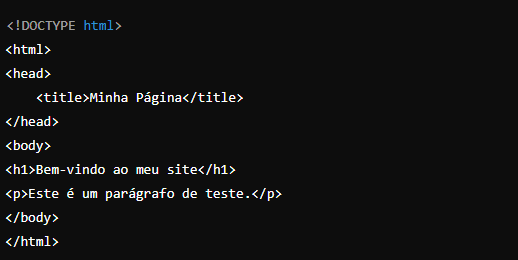 <!DOCTYPE html>
<html>
<head>
    <title>Minha Página</title>
</head>
<body>
<h1>Bem-vindo ao meu site</h1>
<p>Este é um parágrafo de teste.</p>
</body>
</html>